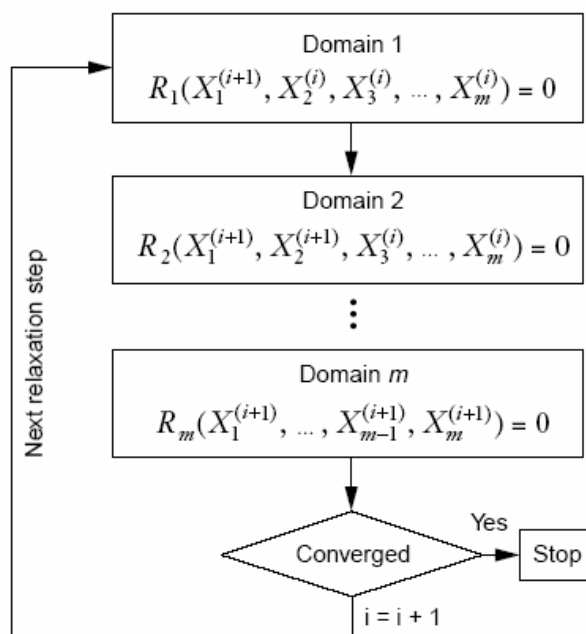 Domain 1
R₁(X₁⁽ⁱ⁺¹⁾, X₂⁽ⁱ⁾, X₃⁽ⁱ⁾, ... , Xₘ⁽ⁱ⁾) = 0
Domain 2
R₂(X₁⁽ⁱ⁺¹⁾, X₂⁽ⁱ⁺¹⁾, X₃⁽ⁱ⁾, ... , Xₘ⁽ⁱ⁾) = 0
⋮
Domain m
Rₘ(X₁⁽ⁱ⁺¹⁾, ... , Xₘ₋₁⁽ⁱ⁺¹⁾, Xₘ⁽ⁱ⁺¹⁾) = 0
Next relaxation step
Converged
Yes
Stop
i = i + 1